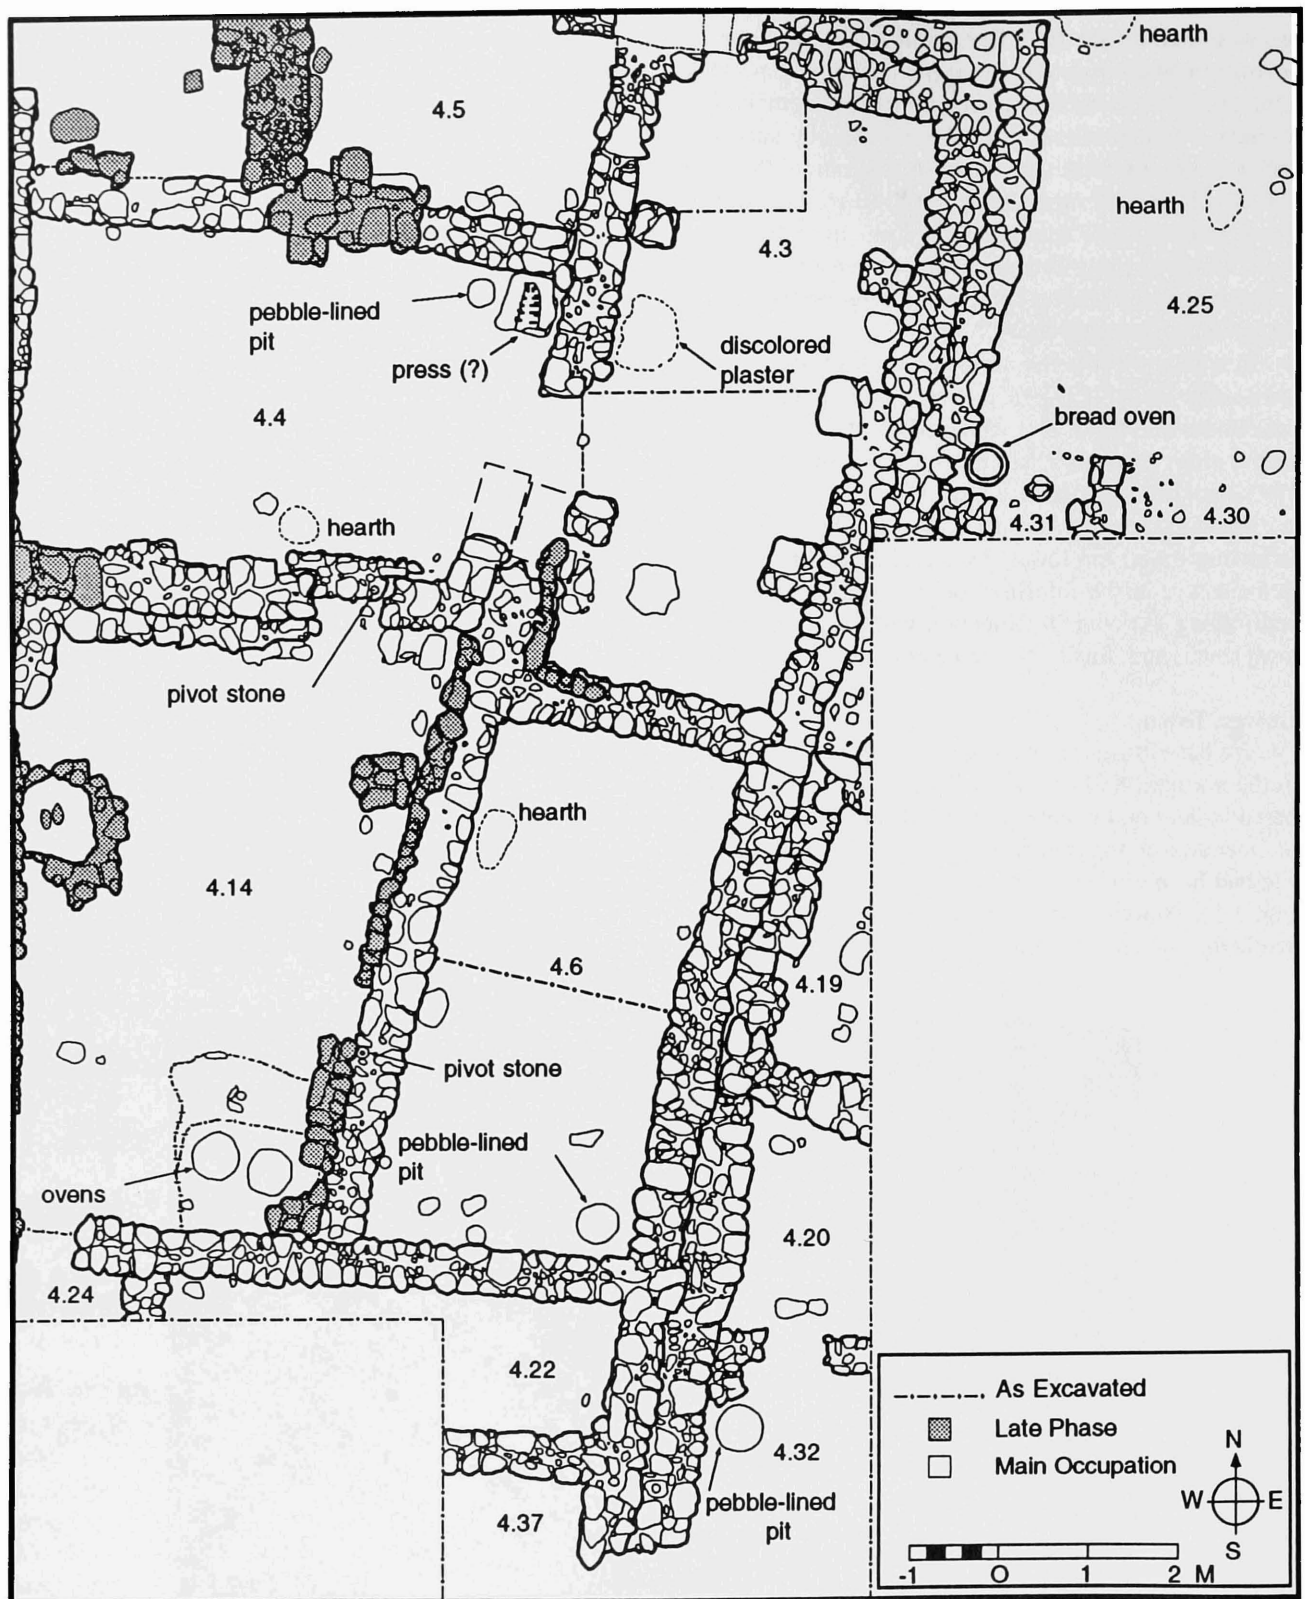 hearth
4.5
hearth
4.3
4.25
pebble-lined
pit
press (?)
discolored
plaster
4.4
bread oven
hearth
4.31
4.30
pivot stone
hearth
4.14
4.6
4.19
pivot stone
pebble-lined
pit
ovens
4.20
4.24
4.22
As Excavated
Late Phase
Main Occupation
4.32
pebble-lined
pit
4.37
N
W
E
S
-1
O
2
M